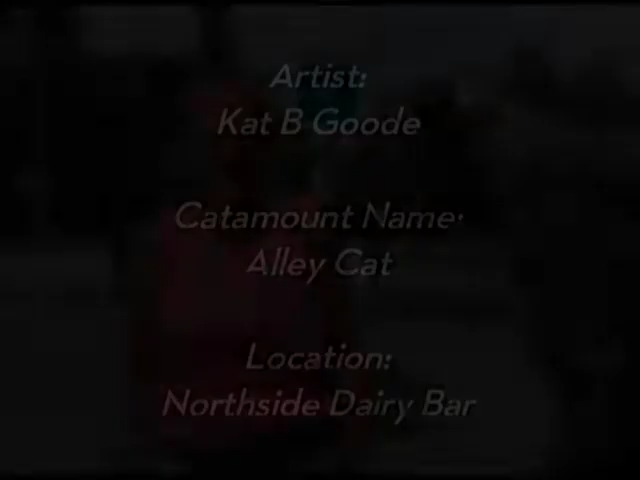 Artist:
Kat B Goode
Catamount Name:
Alley Cat
Location:
Northside Dairy Bar